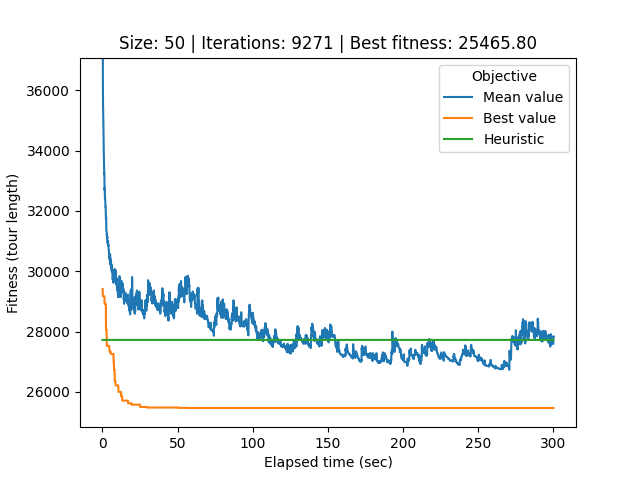 Size: 50 | Iterations: 9271 | Best fitness: 25465.80
Objective
Mean value
Best value
Heuristic
Fitness (tour length)
36000
34000
32000
30000
28000
26000
0 50 100 150 200 250 300
Elapsed time (sec)